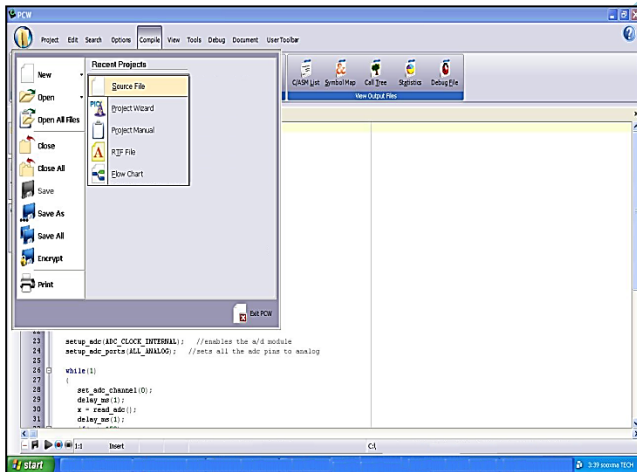 PCW
Project Edit Search Options Compile View Tools Debug Document User Toolbar
New
Open
Open All Files
Close
Close All
Save
Save As
Save All
Encrypt
Print
Recent Projects
Source File
Project Wizard
Project Manual
RTF File
Flow Chart
Exit PCW
C/ASM List Symbol Map Call Tree Statistics Debug File
View Output Files
23 setup_adc(ADC_CLOCK_INTERNAL); //enables the a/d module
24 setup_adc_ports(ALL_ANALOG); //sets all the adc pins to analog
25
26 while(1)
27 {
28 set_adc_channel(0);
29 delay_ms(1);
30 x = read_adc();
31 delay_ms(1);
1:1 Insert C:\
start